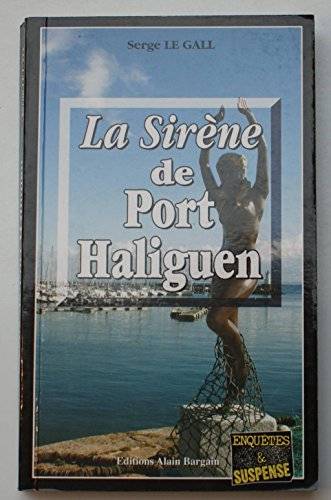 Serge LE GALL
La Sirène
de
Port
Haliguen
Editions Alain Bargain
ENQUÊTES
& SUSPENSE